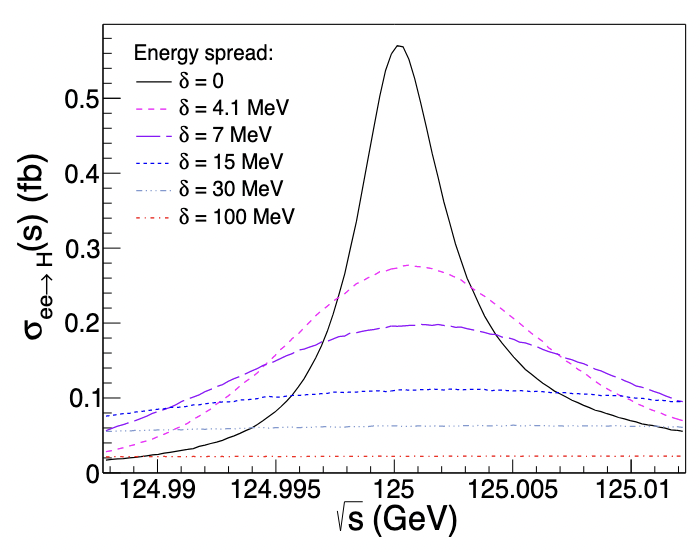 Energy spread:
δ = 0
δ = 4.1 MeV
δ = 7 MeV
δ = 15 MeV
δ = 30 MeV
δ = 100 MeV
σee→ H(s) (fb)
0.5
0.4
0.3
0.2
0.1
0
124.99 124.995 125 125.005 125.01
√s (GeV)